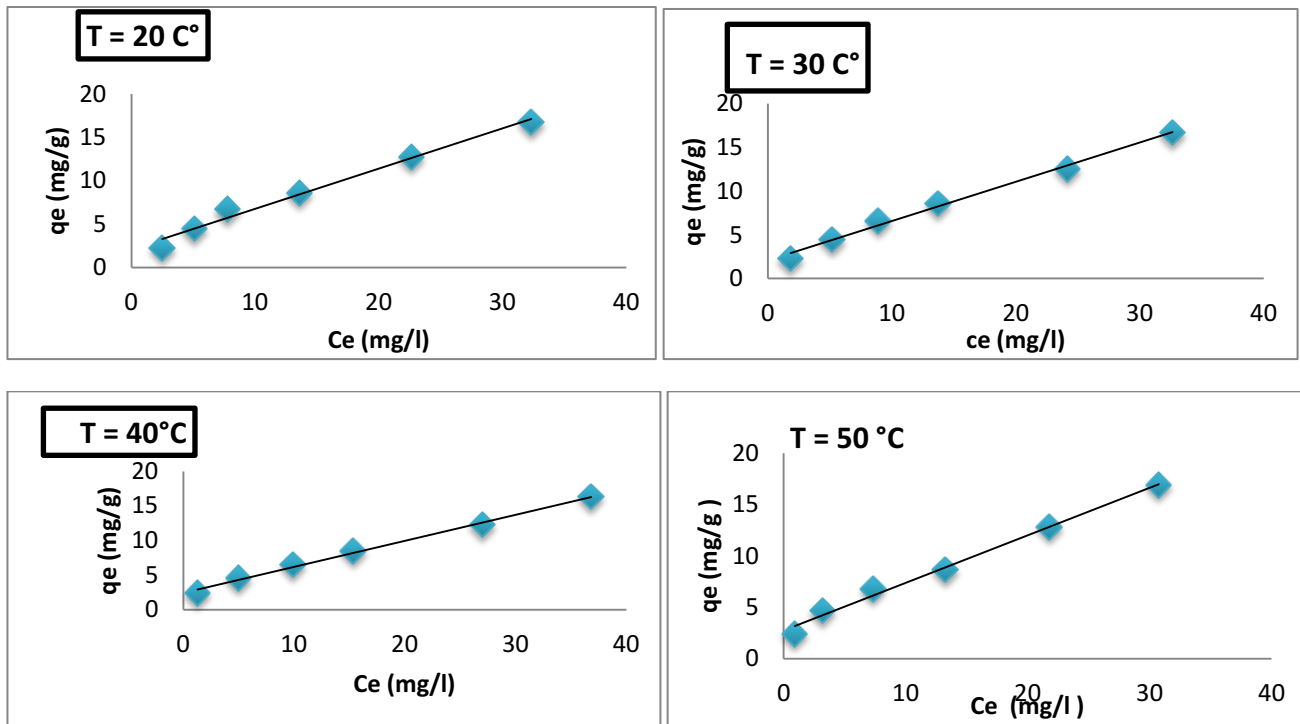 T = 20 C°
20
15
10
5
0
qe (mg/g)
0 10 20 30 40
Ce (mg/l)
T = 30 C°
20
15
10
5
0
qe (mg/g)
0 10 20 30 40
ce (mg/l)
T = 40°C
20
15
10
5
0
qe (mg/g)
0 10 20 30 40
Ce (mg/l)
T = 50 °C
20
15
10
5
0
qe (mg/g )
0 10 20 30 40
Ce (mg/l )